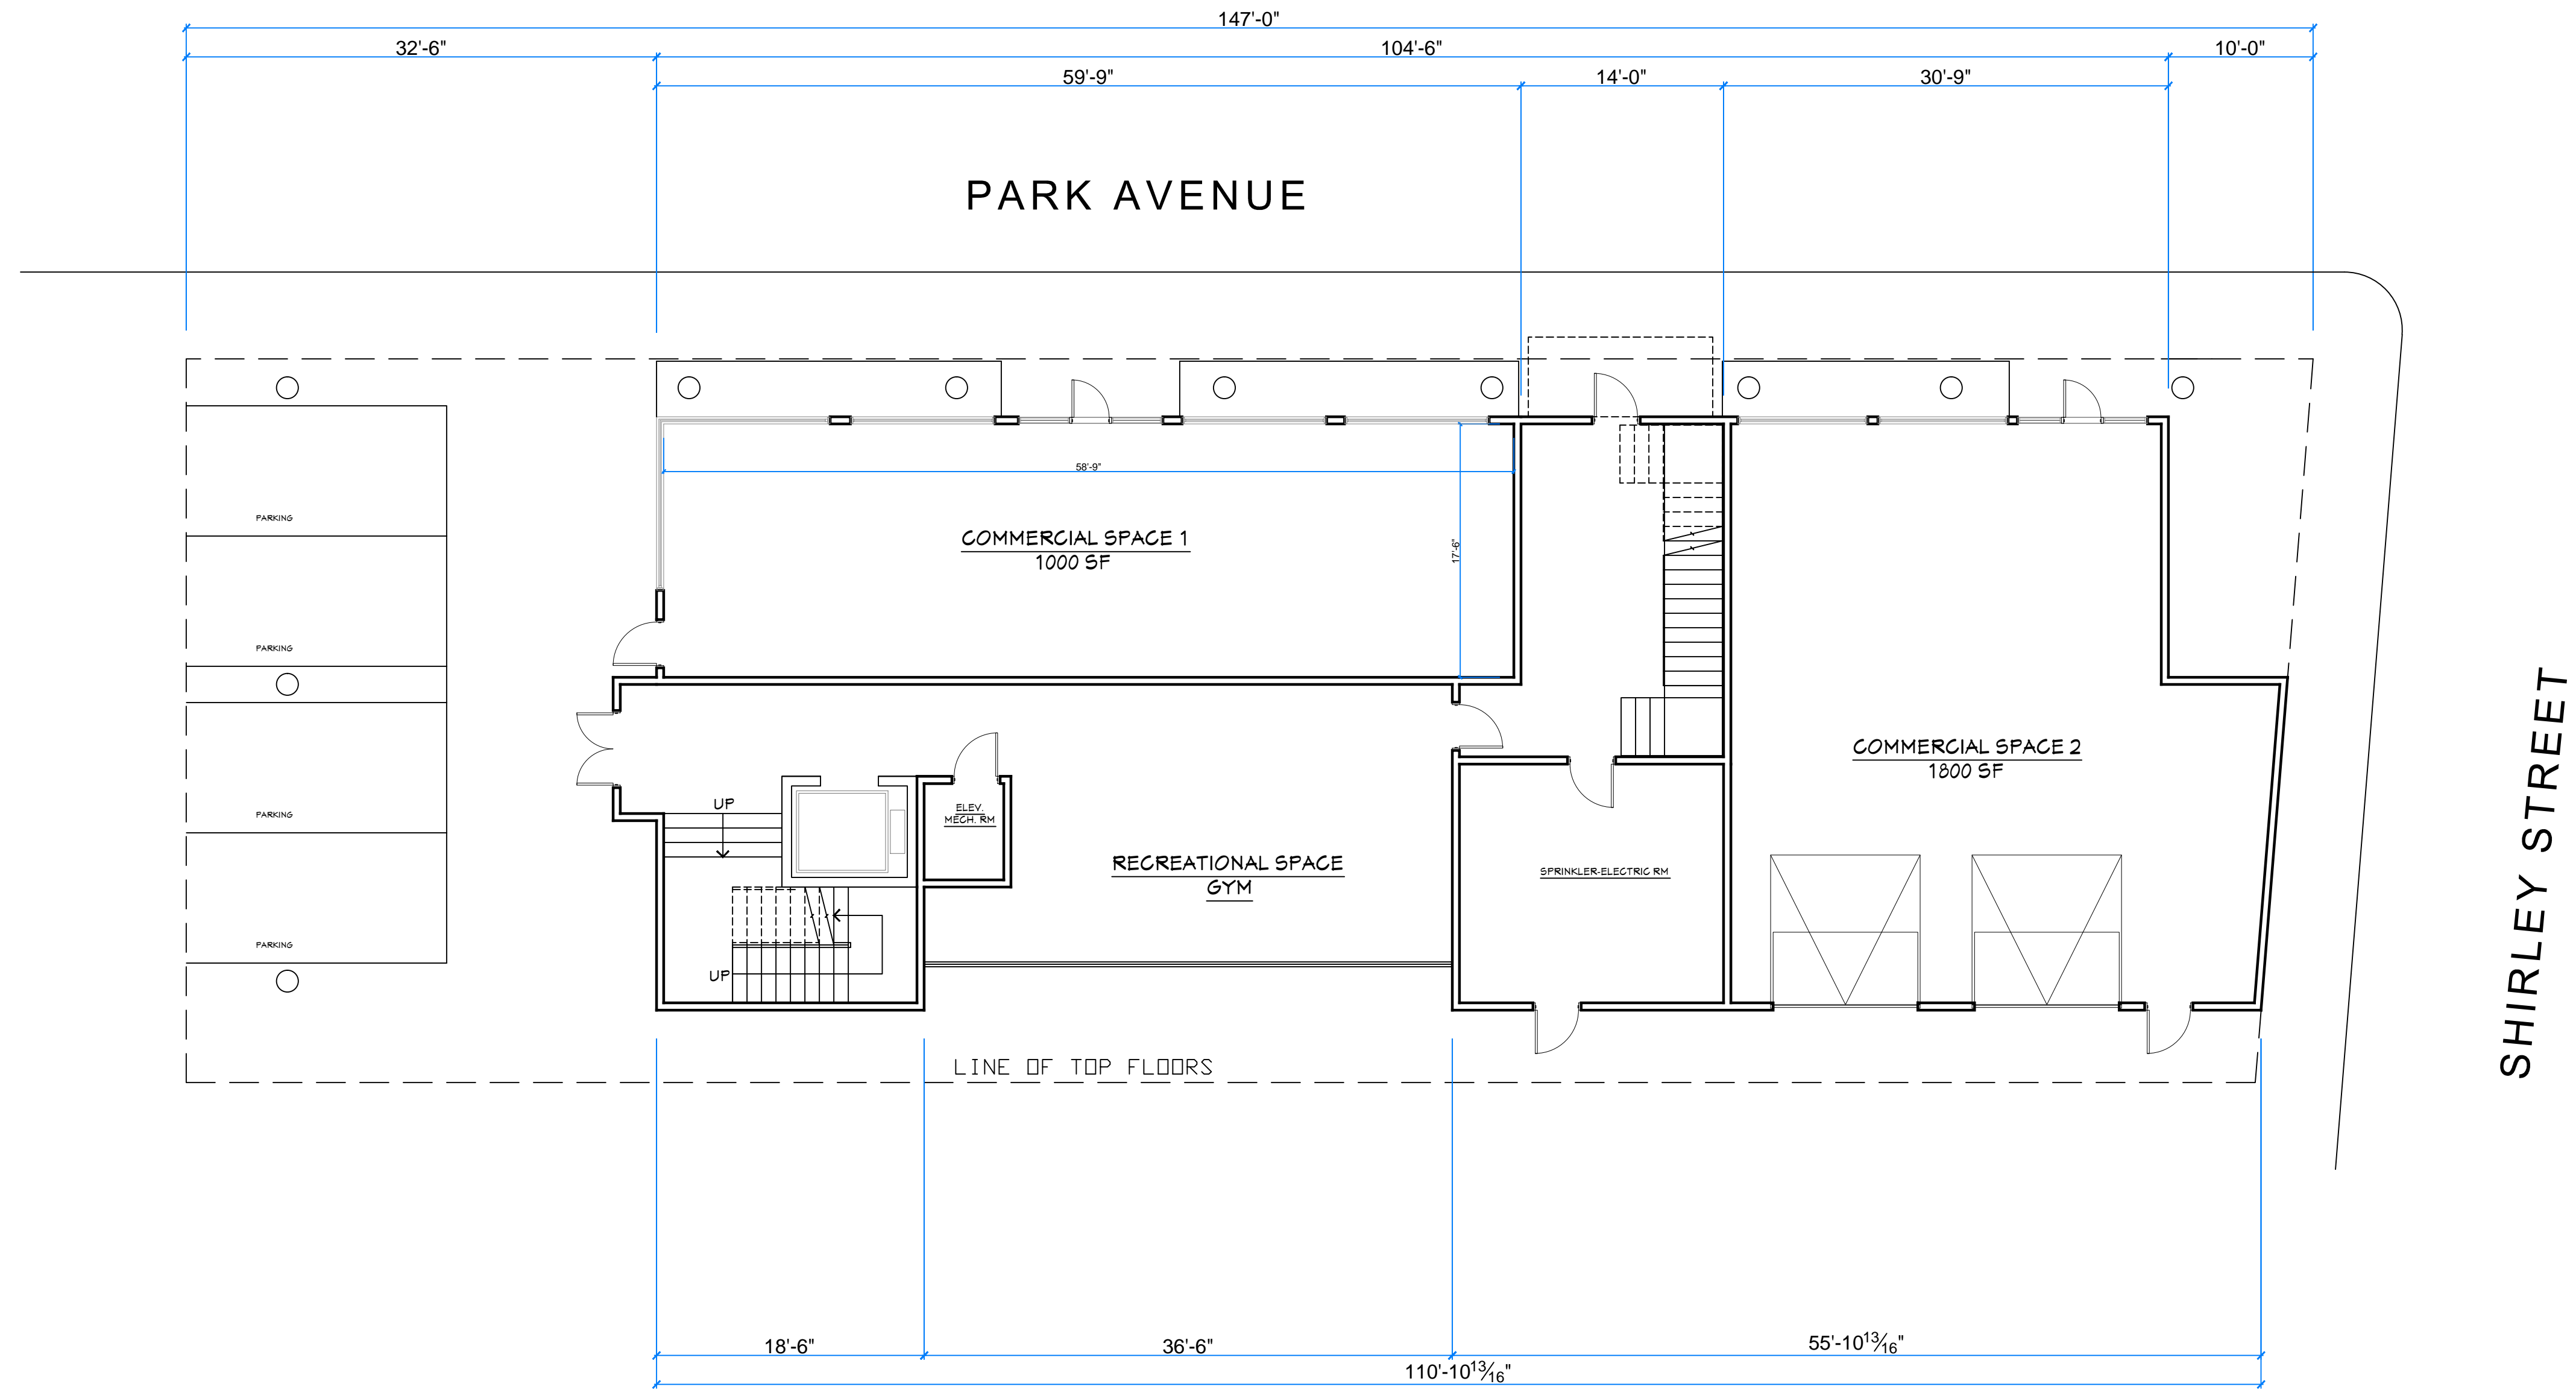 147'-0"
32'-6"
104'-6"
10'-0"
59'-9"
14'-0"
30'-9"
PARK AVENUE
58'-9"
PARKING
COMMERCIAL SPACE 1
1000 SF
17'-6"
PARKING
SHIRLEY STREET
COMMERCIAL SPACE 2
1800 SF
UP
ELEV.
MECH. RM
PARKING
RECREATIONAL SPACE
GYM
SPRINKLER-ELECTRIC RM
PARKING
UP
LINE OF TOP FLOORS
18'-6"
36'-6"
55'-10 13/16"
110'-10 13/16"